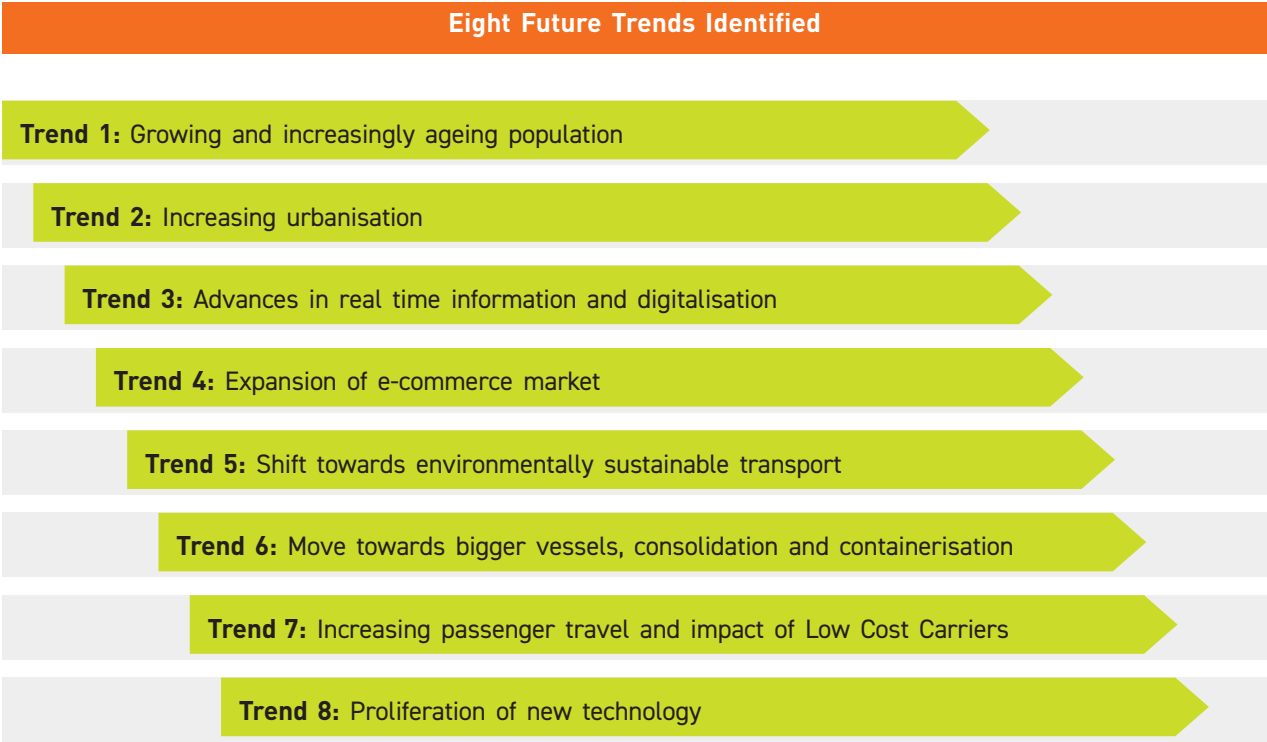 Eight Future Trends Identified
Trend 1: Growing and increasingly ageing population
Trend 2: Increasing urbanisation
Trend 3: Advances in real time information and digitalisation
Trend 4: Expansion of e-commerce market
Trend 5: Shift towards environmentally sustainable transport
Trend 6: Move towards bigger vessels, consolidation and containerisation
Trend 7: Increasing passenger travel and impact of Low Cost Carriers
Trend 8: Proliferation of new technology